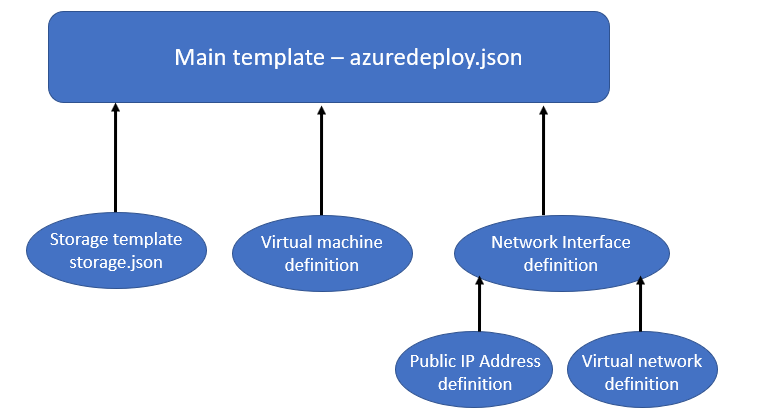 Main template – azuredeploy.json
Storage template
storage.json
Virtual machine
definition
Network Interface
definition
Public IP Address
definition
Virtual network
definition